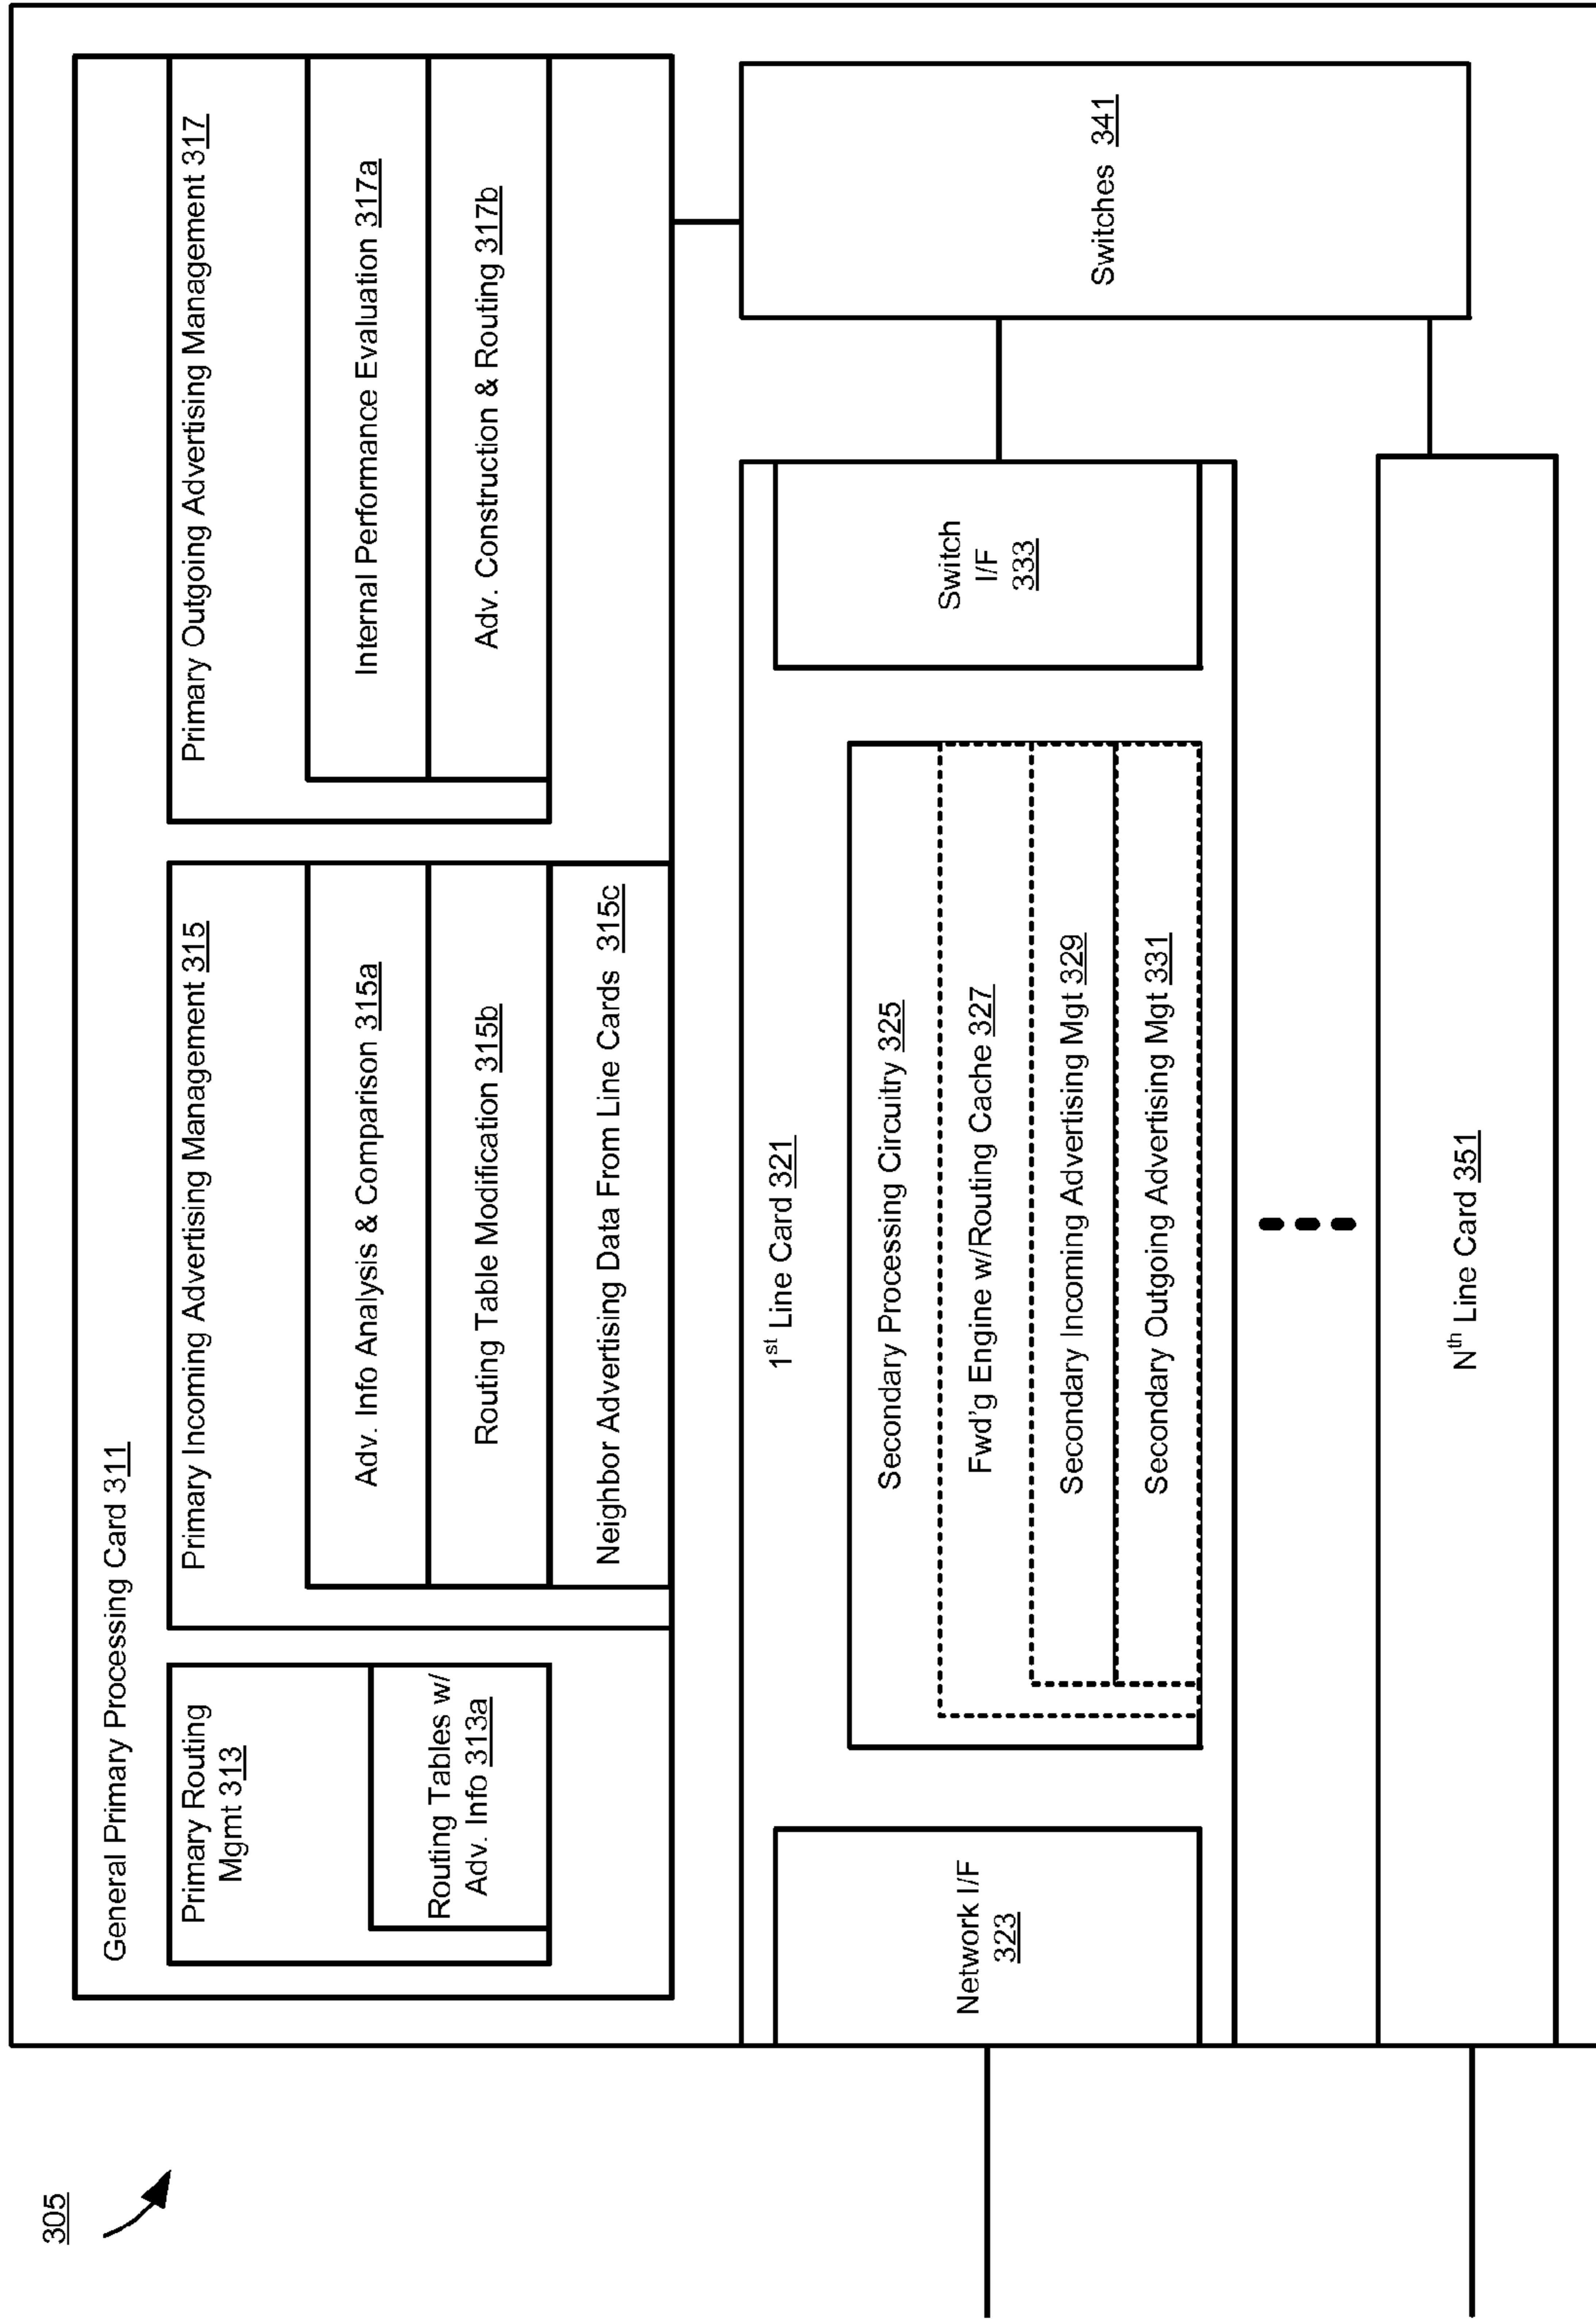 305
General Primary Processing Card 311
Primary Routing
Mgmt 313
Routing Tables w/
Adv. Info 313a
Primary Incoming Advertising Management 315
Adv. Info Analysis & Comparison 315a
Routing Table Modification 315b
Neighbor Advertising Data From Line Cards 315c
Primary Outgoing Advertising Management 317
Internal Performance Evaluation 317a
Adv. Construction & Routing 317b
1st Line Card 321
Network I/F
323
Secondary Processing Circuitry 325
Fwd'g Engine w/Routing Cache 327
Secondary Incoming Advertising Mgt 329
Secondary Outgoing Advertising Mgt 331
Switch
I/F
333
Switches 341
Nth Line Card 351